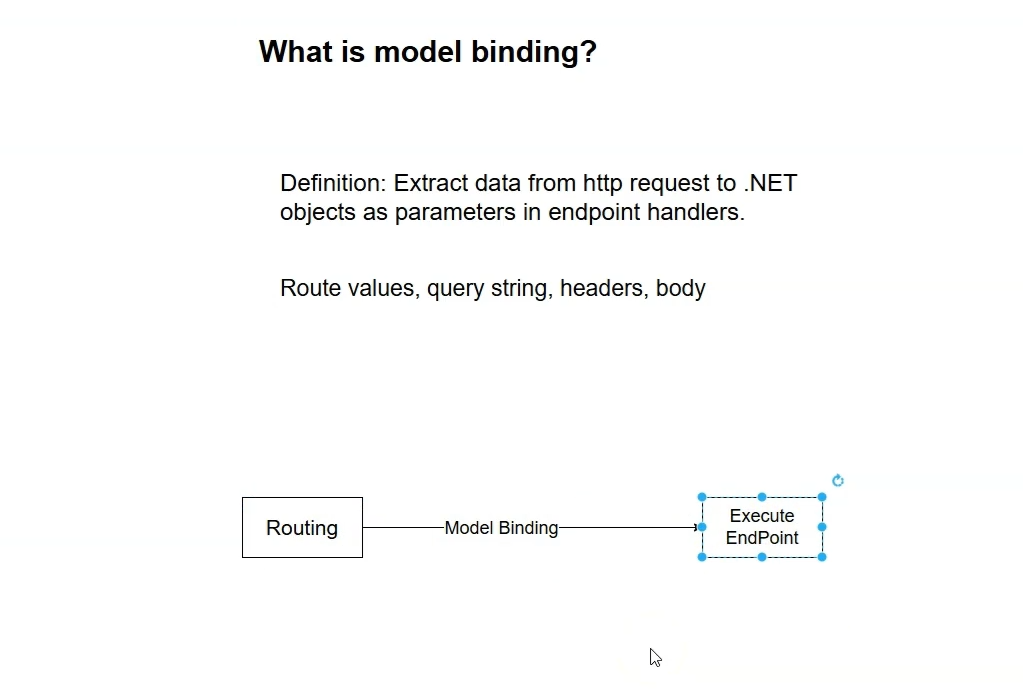 What is model binding?
Definition: Extract data from http request to .NET
objects as parameters in endpoint handlers.
Route values, query string, headers, body
Routing
Model Binding
Execute
EndPoint